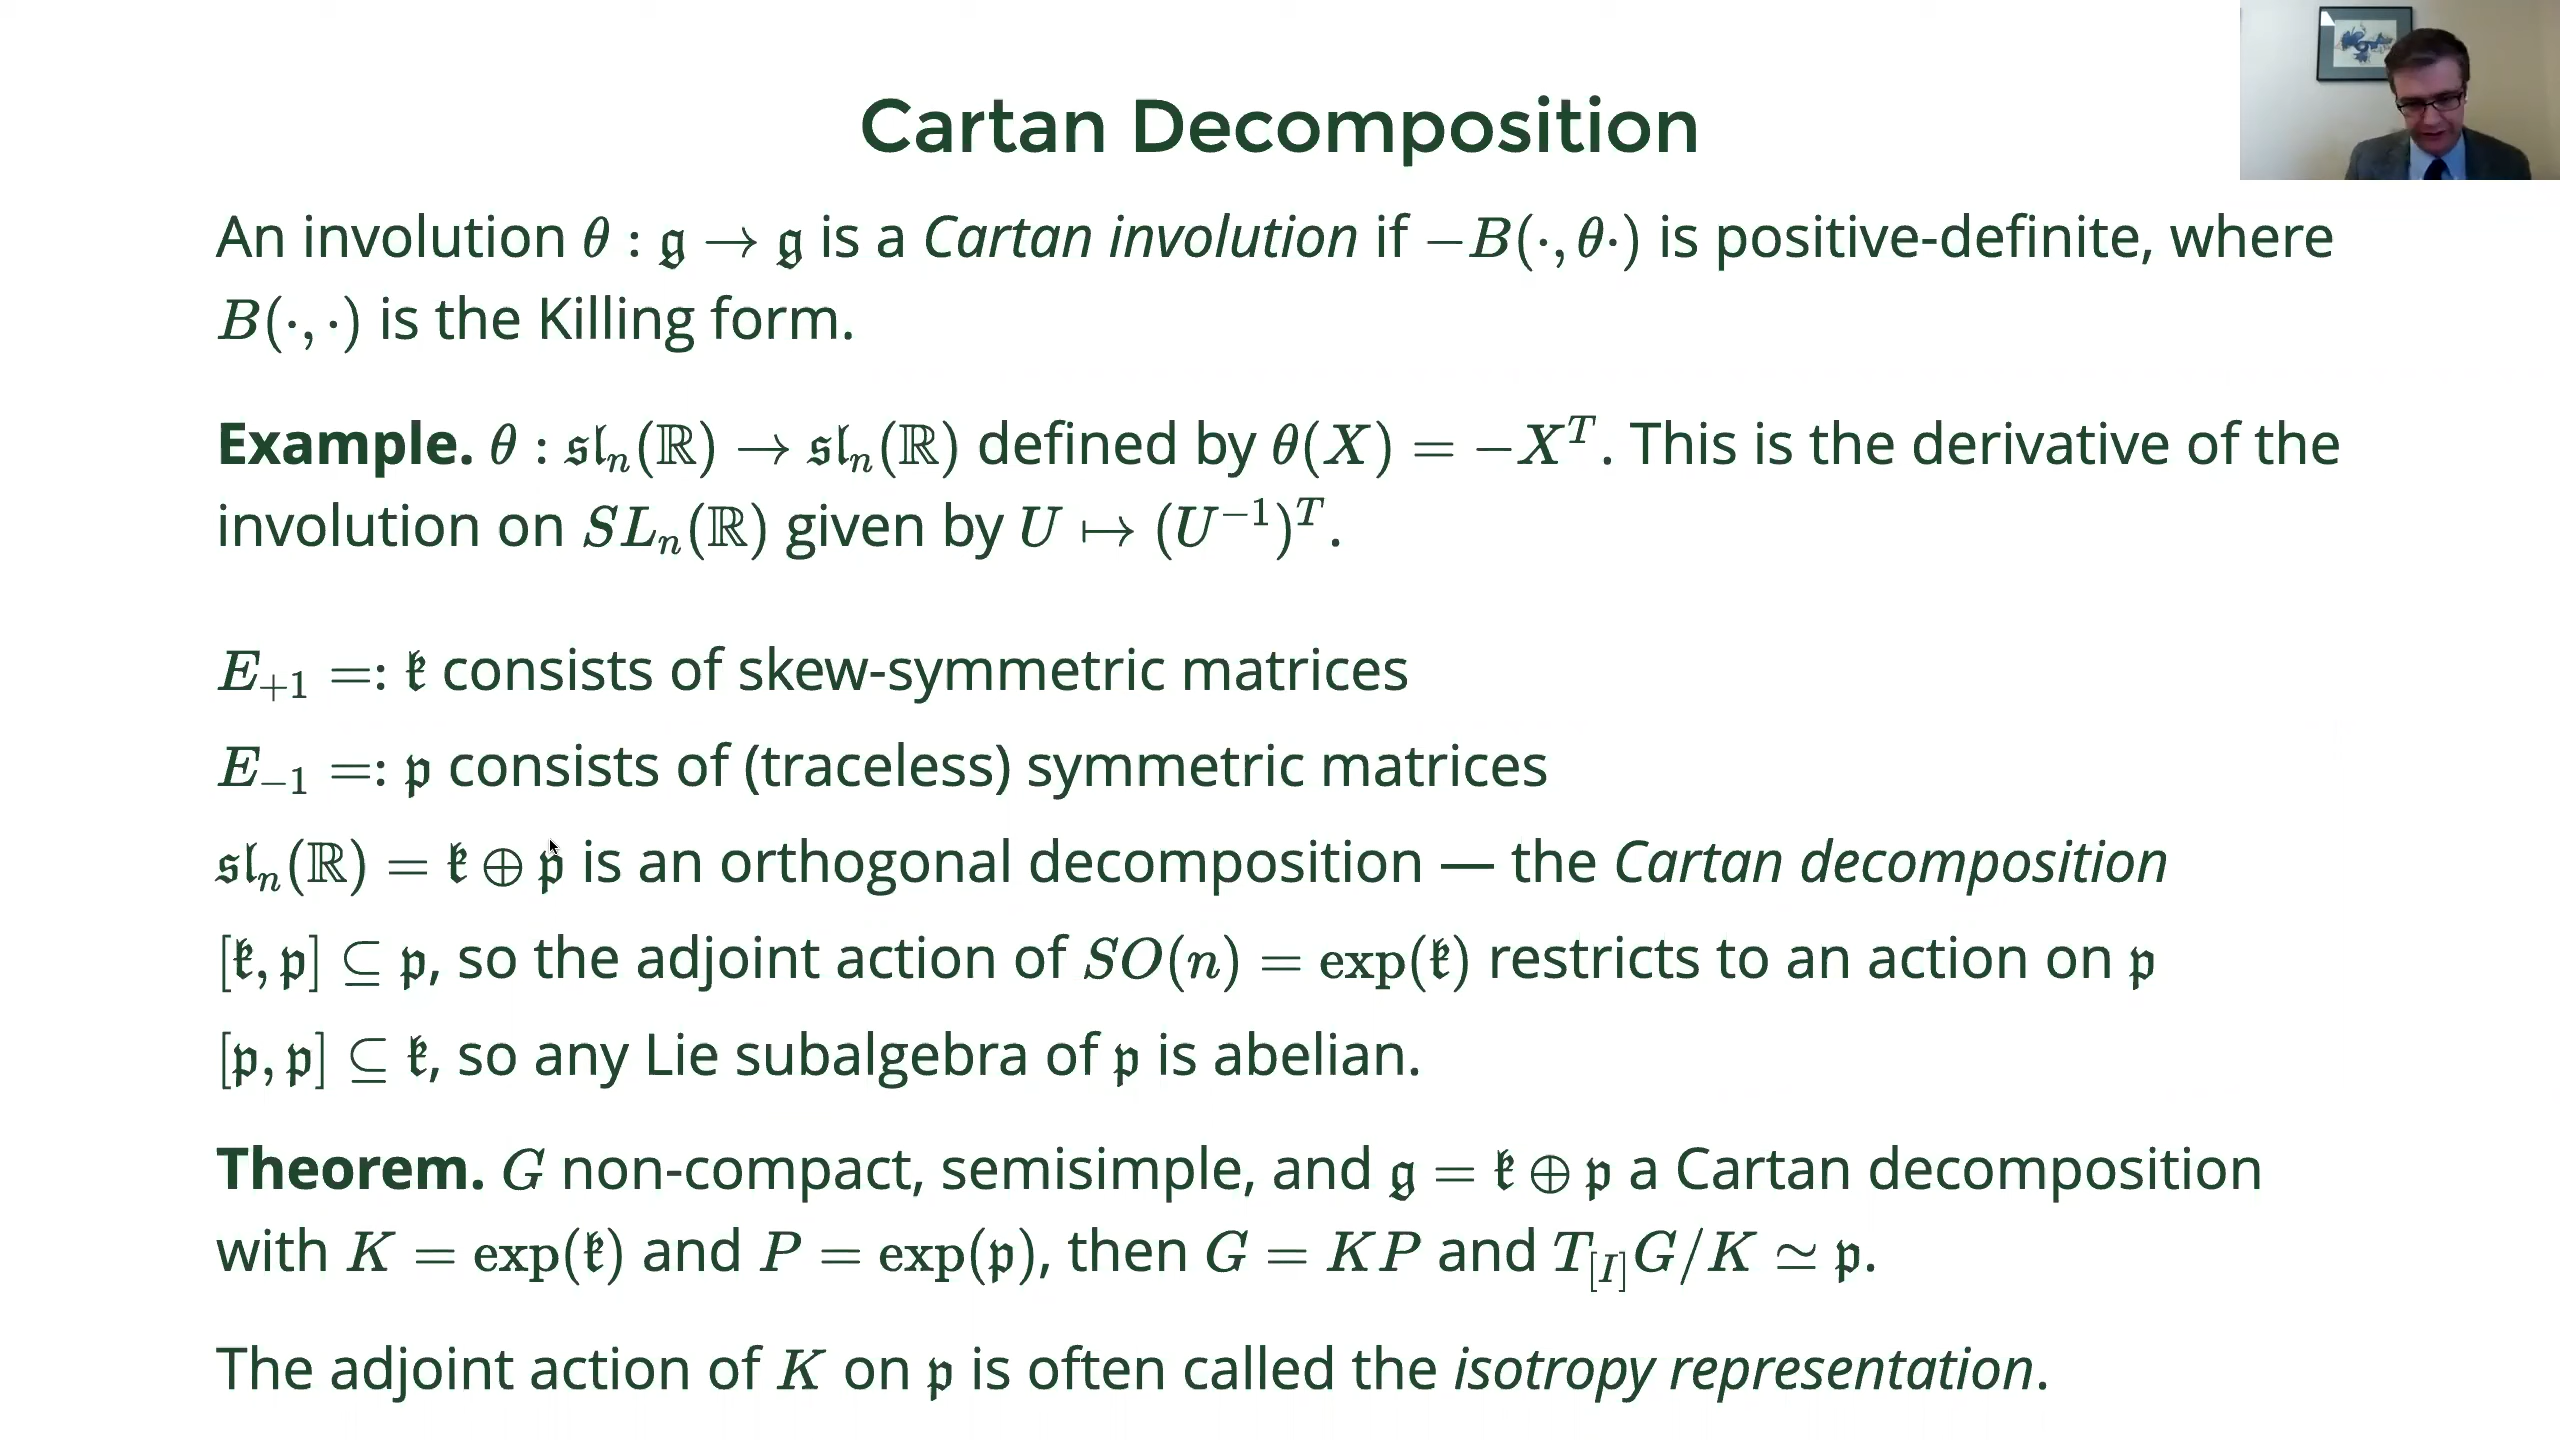 Cartan Decomposition
An involution θ : 𝔤 → 𝔤 is a Cartan involution if −B(·, θ·) is positive-definite, where
B(·, ·) is the Killing form.
Example. θ : 𝔰𝔩ₙ(ℝ) → 𝔰𝔩ₙ(ℝ) defined by θ(X) = −Xᵀ. This is the derivative of the
involution on SLₙ(ℝ) given by U ↦ (U⁻¹)ᵀ.
E₊₁ =: 𝔨 consists of skew-symmetric matrices
E₋₁ =: 𝔭 consists of (traceless) symmetric matrices
𝔰𝔩ₙ(ℝ) = 𝔨 ⊕ 𝔭 is an orthogonal decomposition — the Cartan decomposition
[𝔨, 𝔭] ⊆ 𝔭, so the adjoint action of SO(n) = exp(𝔨) restricts to an action on 𝔭
[𝔭, 𝔭] ⊆ 𝔨, so any Lie subalgebra of 𝔭 is abelian.
Theorem. G non-compact, semisimple, and 𝔤 = 𝔨 ⊕ 𝔭 a Cartan decomposition
with K = exp(𝔨) and P = exp(𝔭), then G = KP and T_[I]G/K ≃ 𝔭.
The adjoint action of K on 𝔭 is often called the isotropy representation.